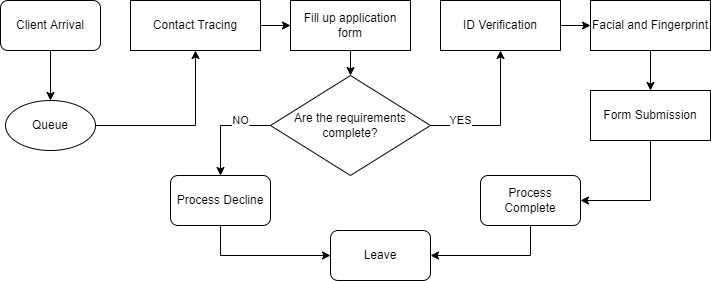 Client Arrival
Contact Tracing
Fill up application
form
ID Verification
Facial and Fingerprint
Queue
NO
Are the requirements
complete?
YES
Form Submission
Process Decline
Process
Complete
Leave